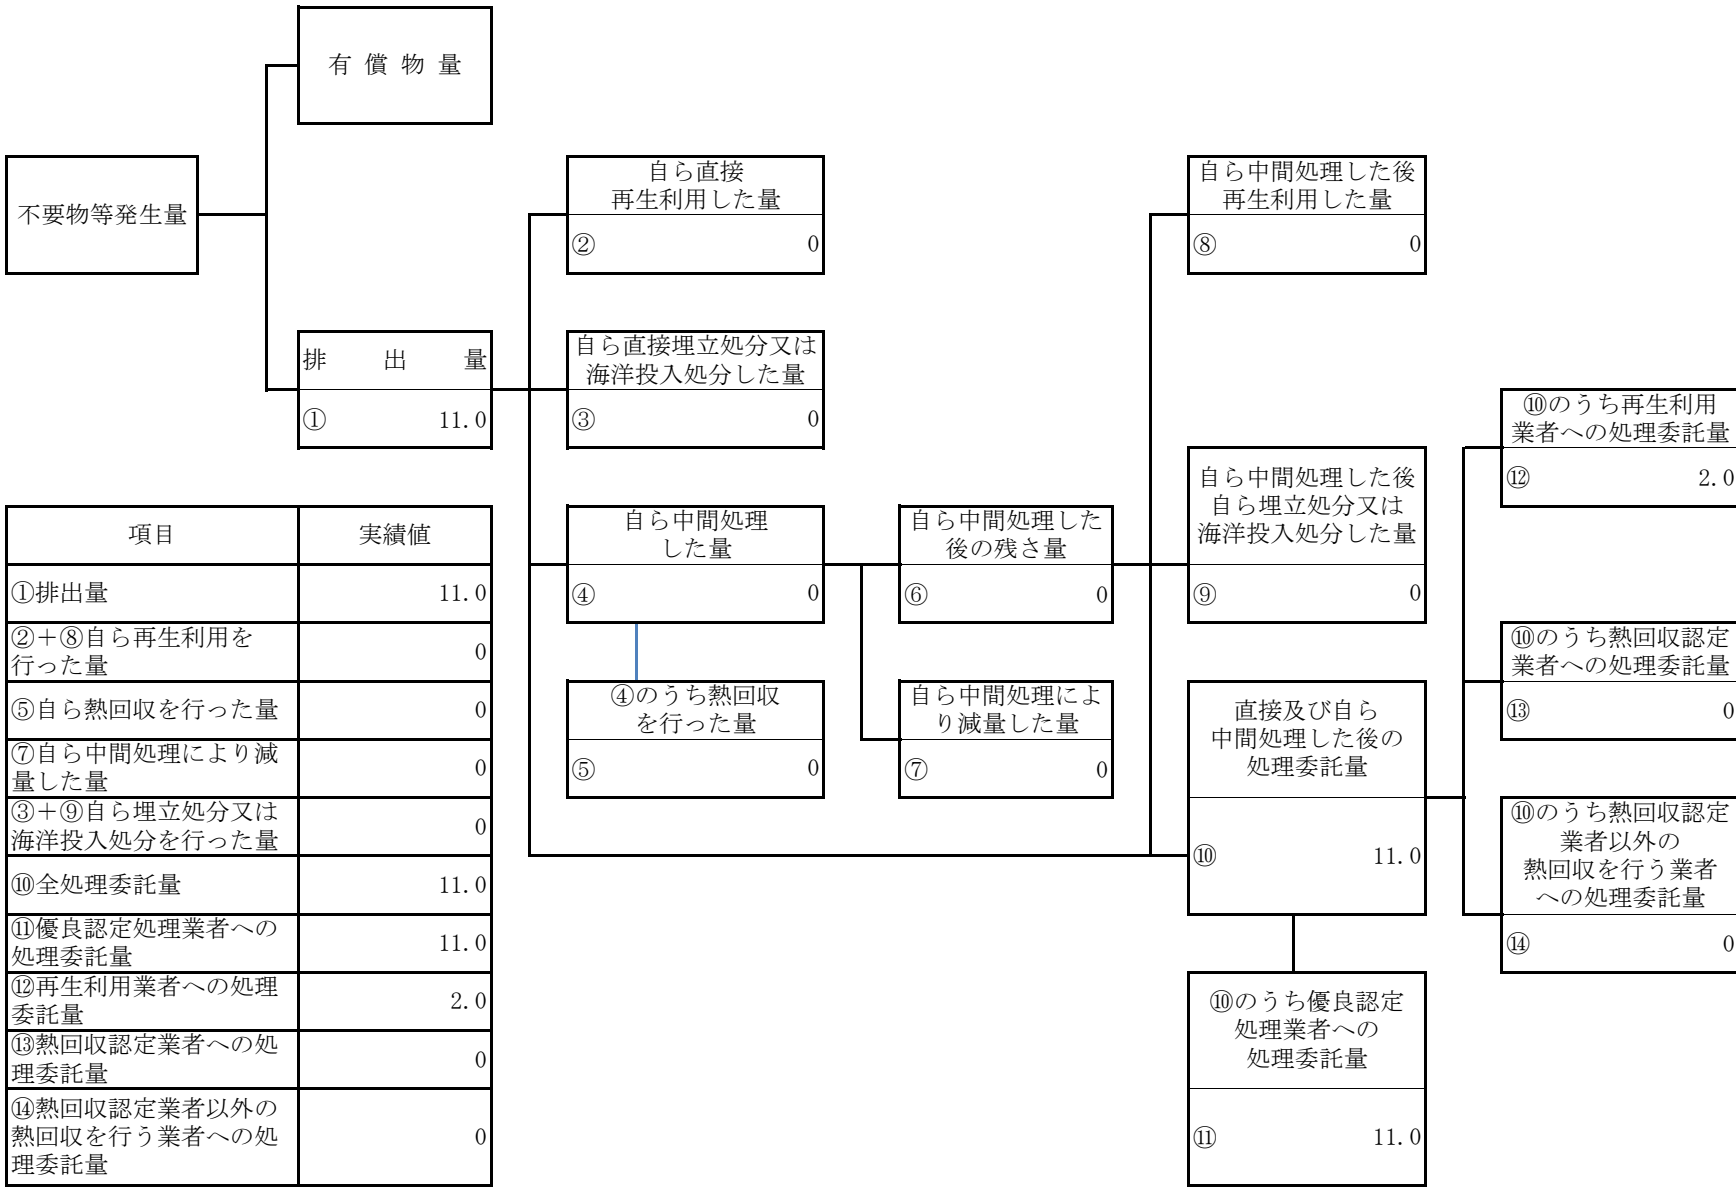 有償物量
不要物等発生量
自ら直接
再生利用した量
② 0
自ら中間処理した後
再生利用した量
⑧ 0
排出量
① 11.0
自ら直接埋立処分又は
海洋投入処分した量
③ 0
⑩のうち再生利用
業者への処理委託量
⑫ 2.0
自ら中間処理した後
自ら埋立処分又は
海洋投入処分した量
⑨ 0
自ら中間処理
した量
④ 0
自ら中間処理した
後の残さ量
⑥ 0
⑩のうち熱回収認定
業者への処理委託量
⑬ 0
④のうち熱回収
を行った量
⑤ 0
自ら中間処理によ
り減量した量
⑦ 0
直接及び自ら
中間処理した後の
処理委託量
⑩ 11.0
⑩のうち熱回収認定
業者以外の
熱回収を行う業者
への処理委託量
⑭ 0
⑩のうち優良認定
処理業者への
処理委託量
⑪ 11.0
項目 実績値
①排出量 11.0
②+⑧自ら再生利用を
行った量 0
⑤自ら熱回収を行った量 0
⑦自ら中間処理により減
量した量 0
③+⑨自ら埋立処分又は
海洋投入処分を行った量 0
⑩全処理委託量 11.0
⑪優良認定処理業者への
処理委託量 11.0
⑫再生利用業者への処理
委託量 2.0
⑬熱回収認定業者への処
理委託量 0
⑭熱回収認定業者以外の
熱回収を行う業者への処
理委託量 0